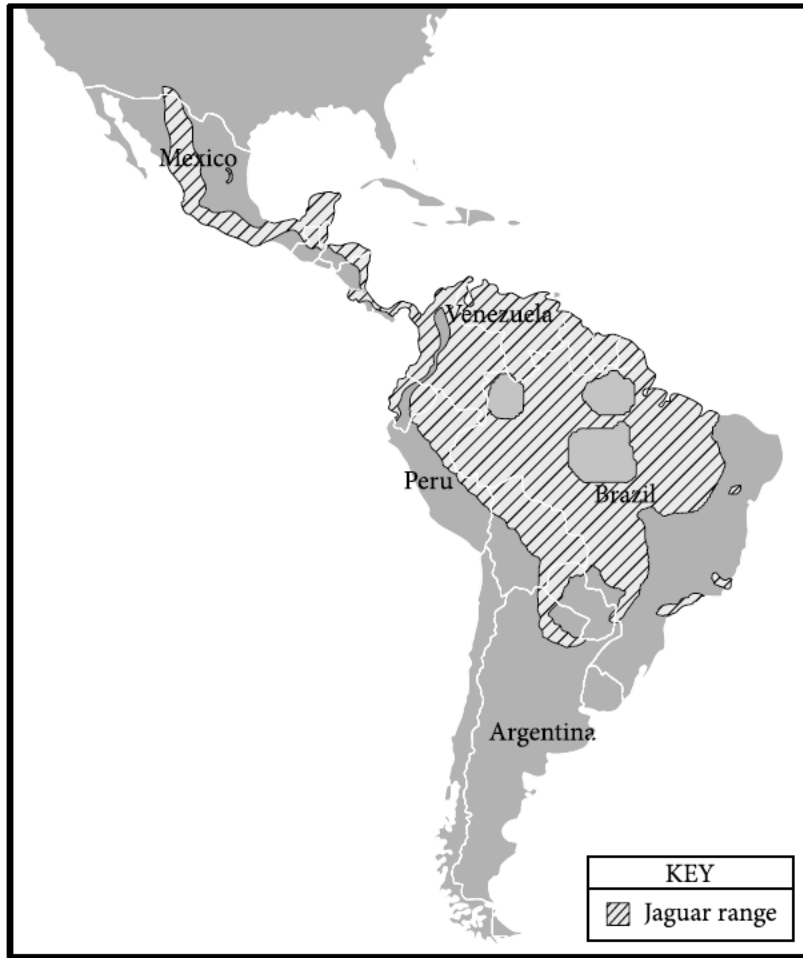 Mexico
Venezuela
Peru
Brazil
Argentina
KEY
Jaguar range